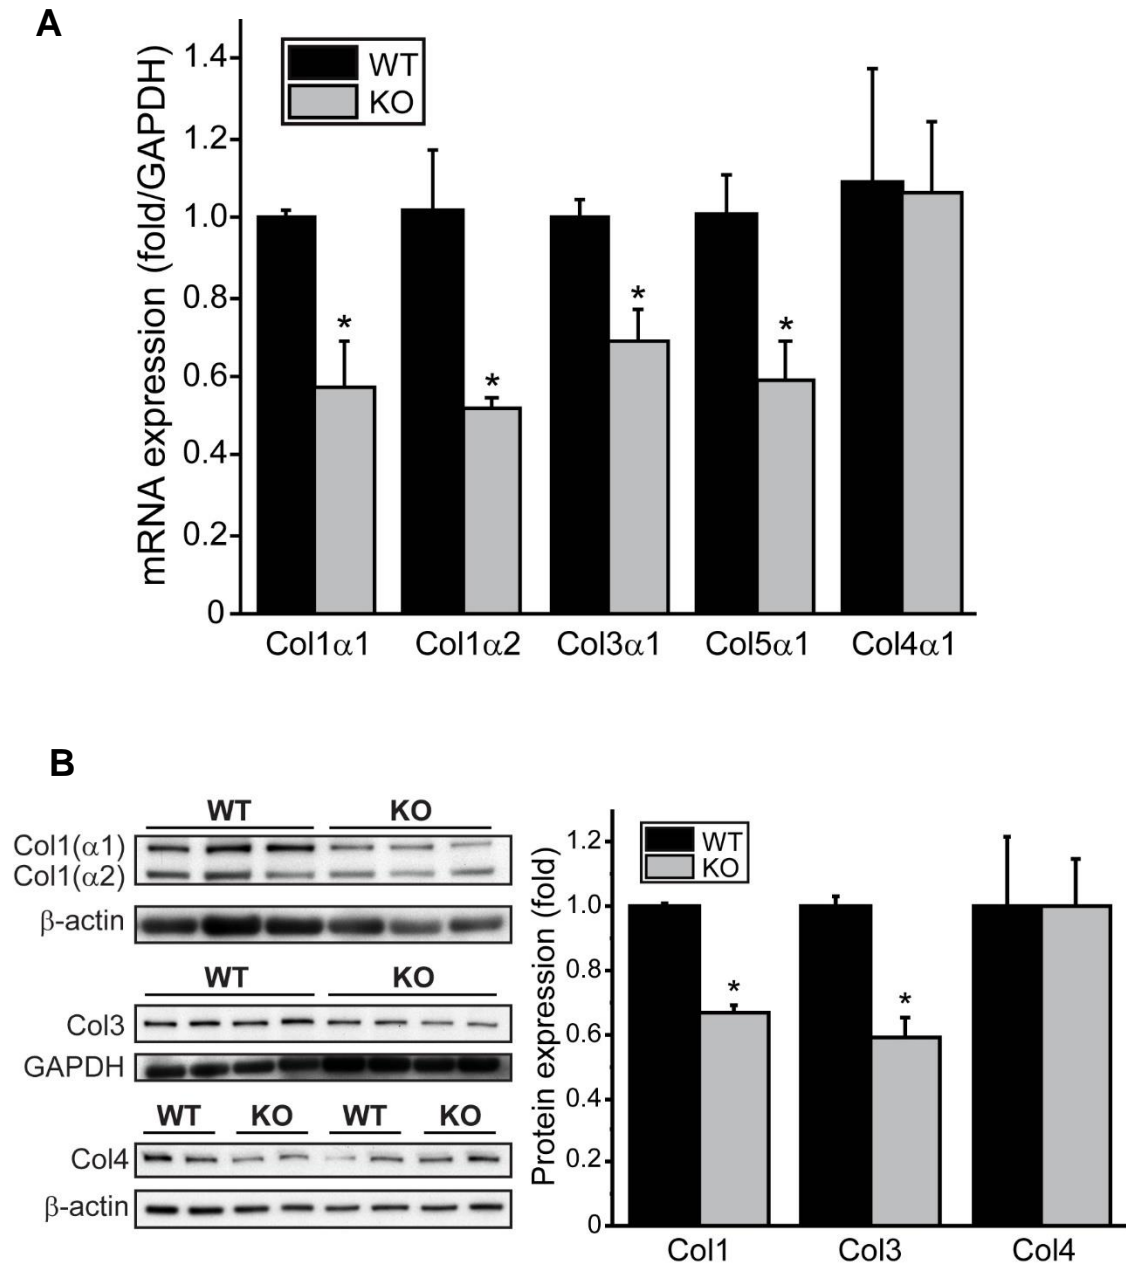 A
mRNA expression (fold/GAPDH)
1.4
1.2
1.0
0.8
0.6
0.4
0.2
0
WT
KO
*
*
*
*
Col1α1 Col1α2 Col3α1 Col5α1 Col4α1
B
WT KO
Col1(α1)
Col1(α2)
β-actin
WT KO
Col3
GAPDH
WT KO WT KO
Col4
β-actin
Protein expression (fold)
1.2
1.0
0.8
0.6
0.4
0.2
0
WT
KO
*
*
Col1 Col3 Col4